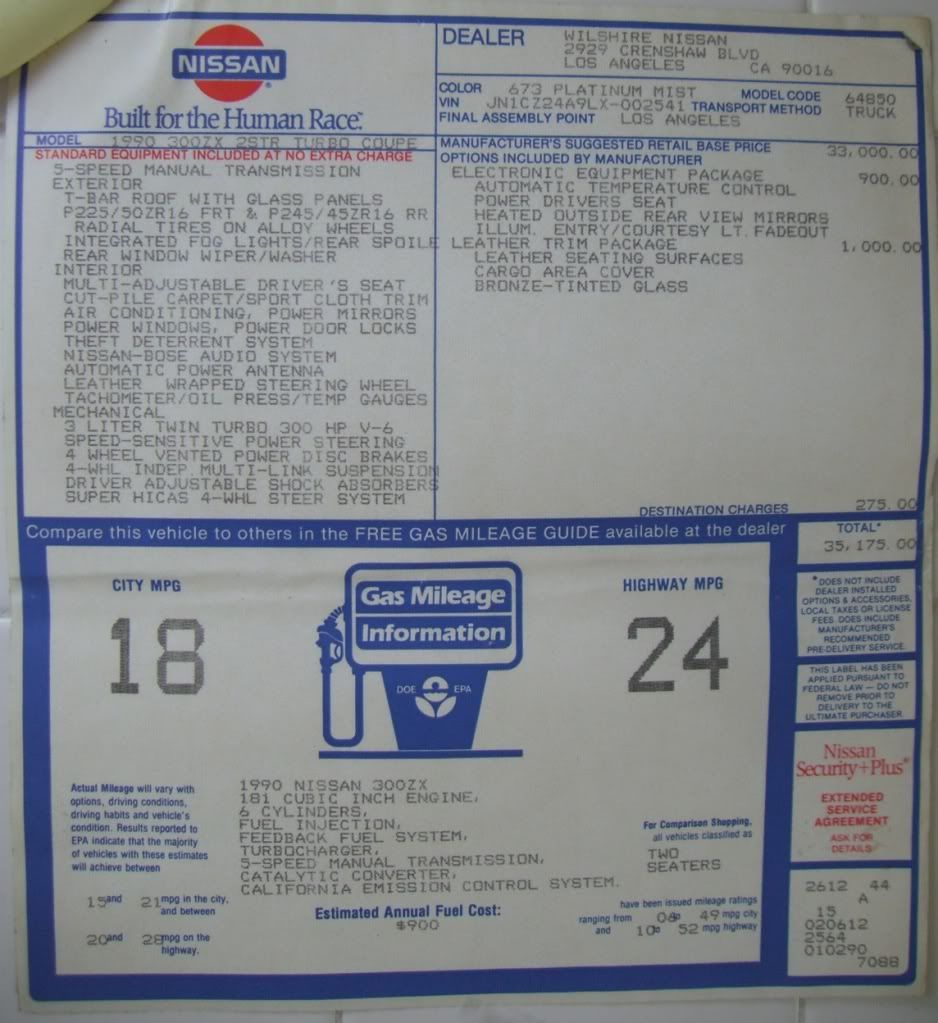 NISSAN
Built for the Human Race.
DEALER WILSHIRE NISSAN
2929 CRENSHAW BLVD
LOS ANGELES CA 90016
COLOR 673 PLATINUM MIST MODEL CODE 64850
VIN JN1CZ24A9LX-002541 TRANSPORT METHOD TRUCK
FINAL ASSEMBLY POINT LOS ANGELES
MODEL 1990 300ZX 2STR TURBO COUPE
STANDARD EQUIPMENT INCLUDED AT NO EXTRA CHARGE
5-SPEED MANUAL TRANSMISSION
EXTERIOR
T-BAR ROOF WITH GLASS PANELS
P225/50ZR16 FRT & P245/45ZR16 RR
RADIAL TIRES ON ALLOY WHEELS
INTEGRATED FOG LIGHTS/REAR SPOILE
REAR WINDOW WIPER/WASHER
INTERIOR
MULTI-ADJUSTABLE DRIVER'S SEAT
CUT-PILE CARPET/SPORT CLOTH TRIM
AIR CONDITIONING, POWER MIRRORS
POWER WINDOWS, POWER DOOR LOCKS
THEFT DETERRENT SYSTEM
NISSAN-BOSE AUDIO SYSTEM
AUTOMATIC POWER ANTENNA
LEATHER WRAPPED STEERING WHEEL
TACHOMETER/OIL PRESS/TEMP GAUGES
MECHANICAL
3 LITER TWIN TURBO 300 HP V-6
SPEED-SENSITIVE POWER STEERING
4 WHEEL VENTED POWER DISC BRAKES
4-WHL INDEP. MULTI-LINK SUSPENSION
DRIVER ADJUSTABLE SHOCK ABSORBERS
SUPER HICAS 4-WHL STEER SYSTEM
MANUFACTURER'S SUGGESTED RETAIL BASE PRICE 33,000.00
OPTIONS INCLUDED BY MANUFACTURER
ELECTRONIC EQUIPMENT PACKAGE 900.00
AUTOMATIC TEMPERATURE CONTROL
POWER DRIVERS SEAT
HEATED OUTSIDE REAR VIEW MIRRORS
ILLUM. ENTRY/COURTESY LT.FADEOUT
LEATHER TRIM PACKAGE 1,000.00
LEATHER SEATING SURFACES
CARGO AREA COVER
BRONZE-TINTED GLASS
DESTINATION CHARGES 275.00
Compare this vehicle to others in the FREE GAS MILEAGE GUIDE available at the dealer
TOTAL*
35,175.00
CITY MPG
18
Gas Mileage
Information
DOE EPA
HIGHWAY MPG
24
*DOES NOT INCLUDE
DEALER INSTALLED
OPTIONS & ACCESSORIES,
LOCAL TAXES OR LICENSE
FEES. DOES INCLUDE
MANUFACTURER'S
RECOMMENDED
PRE-DELIVERY SERVICE.
THIS LABEL HAS BEEN
APPLIED PURSUANT TO
FEDERAL LAW — DO NOT
REMOVE PRIOR TO
DELIVERY TO THE
ULTIMATE PURCHASER.
Nissan
Security+Plus®
EXTENDED
SERVICE
AGREEMENT
ASK FOR
DETAILS
Actual Mileage will vary with
options, driving conditions,
driving habits and vehicle's
condition. Results reported to
EPA indicate that the majority
of vehicles with these estimates
will achieve between
15 and 21 mpg in the city,
and between
20 and 28 mpg on the
highway.
1990 NISSAN 300ZX
181 CUBIC INCH ENGINE,
6 CYLINDERS,
FUEL INJECTION,
FEEDBACK FUEL SYSTEM,
TURBOCHARGER,
5-SPEED MANUAL TRANSMISSION,
CATALYTIC CONVERTER,
CALIFORNIA EMISSION CONTROL SYSTEM.
Estimated Annual Fuel Cost:
$900
For Comparison Shopping,
all vehicles classified as
TWO
SEATERS
have been issued mileage ratings
ranging from 08 to 49 mpg city
and 10 to 52 mpg highway
2612 44
A
15
020612
2564
010290
7088